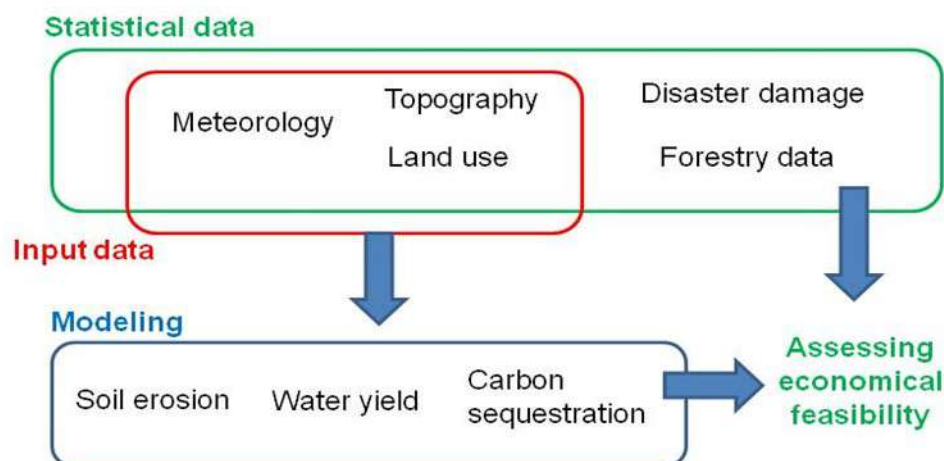 Statistical data
Meteorology
Topography
Land use
Disaster damage
Forestry data
Input data
Modeling
Soil erosion
Water yield
Carbon
sequestration
Assessing
economical
feasibility